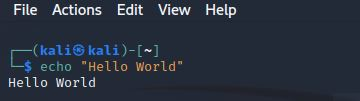 File Actions Edit View Help
┌──(kali㉿kali)-[~]
└─$ echo "Hello World"
Hello World